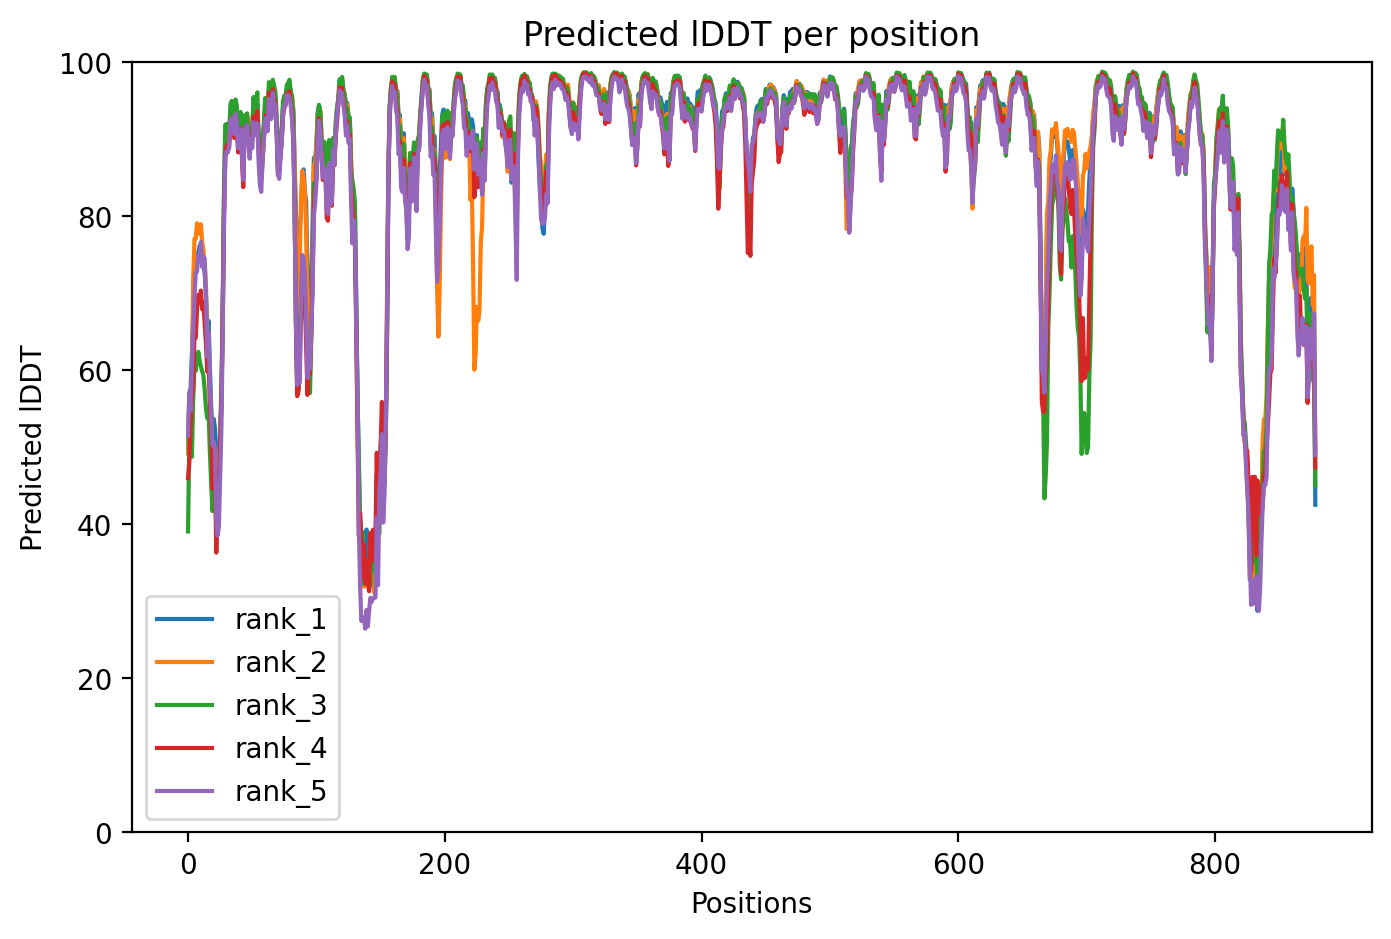 Predicted lDDT per position
100
80
60
40
20
0
Predicted lDDT
rank_1
rank_2
rank_3
rank_4
rank_5
0 200 400 600 800
Positions